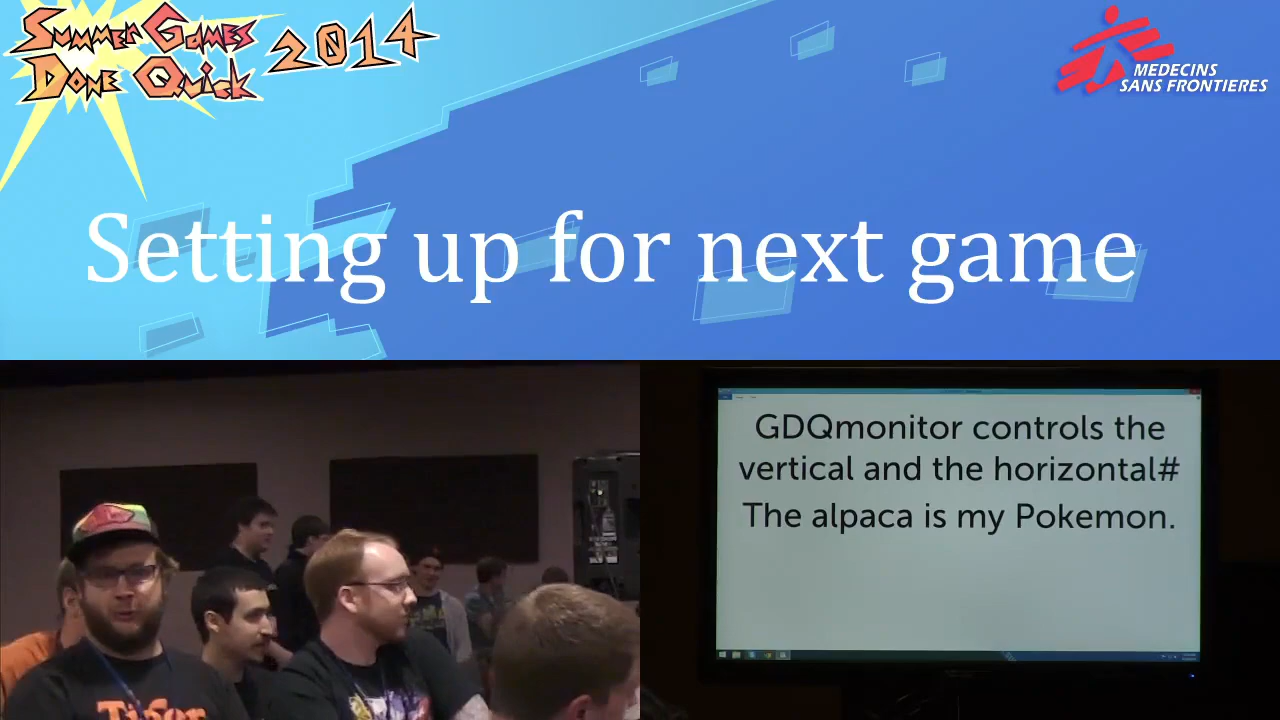 Summer Games
Done Quick 2014
MEDECINS
SANS FRONTIERES
Setting up for next game
GDQmonitor controls the
vertical and the horizontal#
The alpaca is my Pokemon.